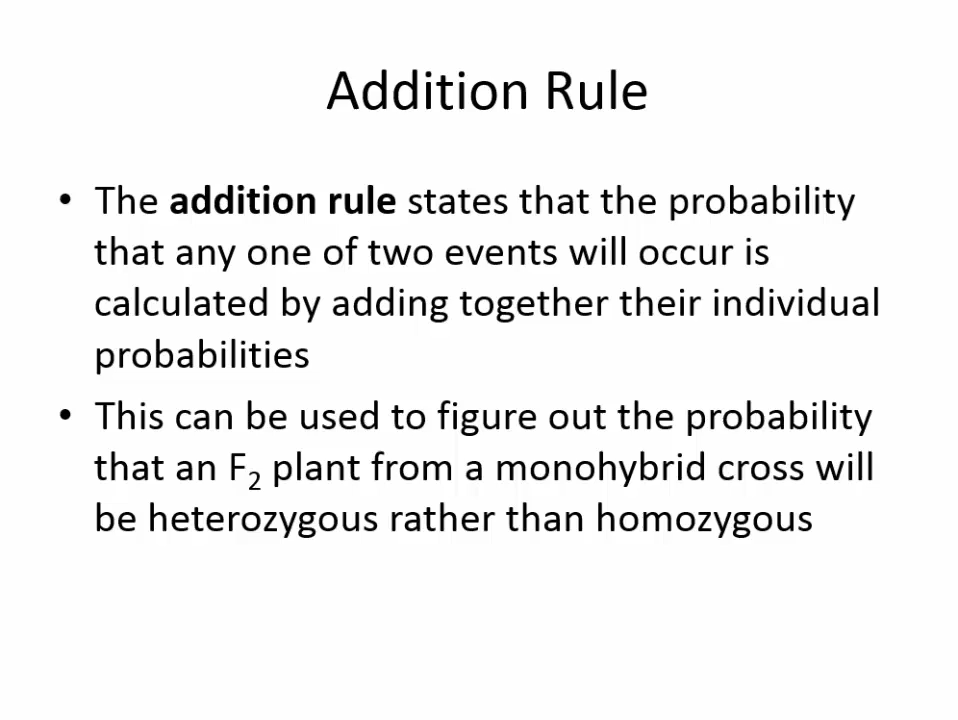 Addition Rule
• The addition rule states that the probability
that any one of two events will occur is
calculated by adding together their individual
probabilities
• This can be used to figure out the probability
that an F₂ plant from a monohybrid cross will
be heterozygous rather than homozygous